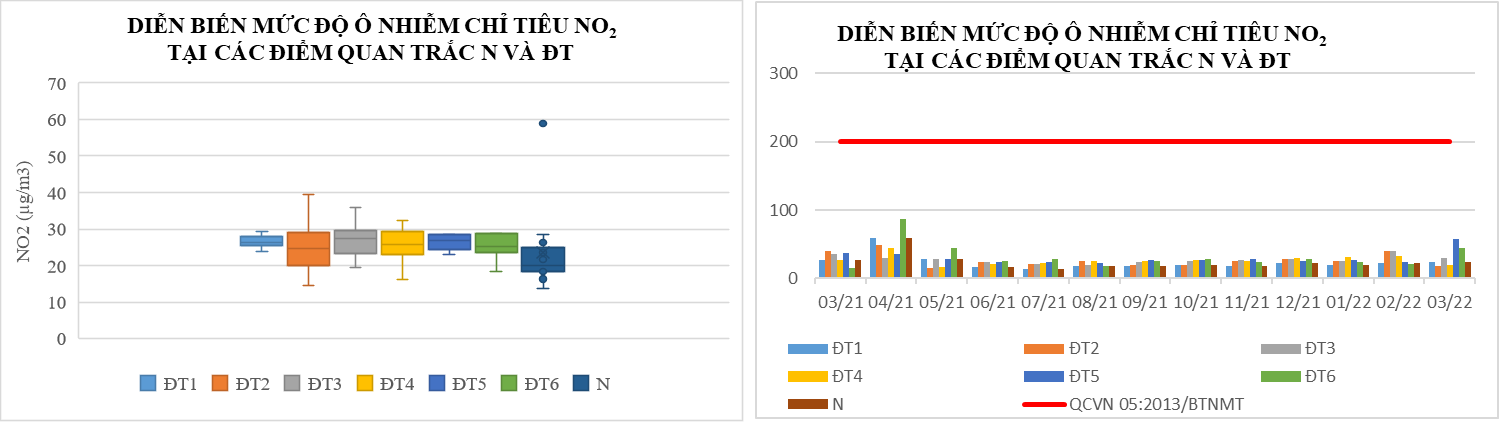 DIỄN BIẾN MỨC ĐỘ Ô NHIỄM CHỈ TIÊU NO₂
TẠI CÁC ĐIỂM QUAN TRẮC N VÀ ĐT
70
60
50
40
30
20
10
0
NO2 (µg/m3)
ĐT1 ĐT2 ĐT3 ĐT4 ĐT5 ĐT6 N
DIỄN BIẾN MỨC ĐỘ Ô NHIỄM CHỈ TIÊU NO₂
TẠI CÁC ĐIỂM QUAN TRẮC N VÀ ĐT
300
200
100
0
03/21 04/21 05/21 06/21 07/21 08/21 09/21 10/21 11/21 12/21 01/22 02/22 03/22
ĐT1 ĐT2 ĐT3
ĐT4 ĐT5 ĐT6
N QCVN 05:2013/BTNMT